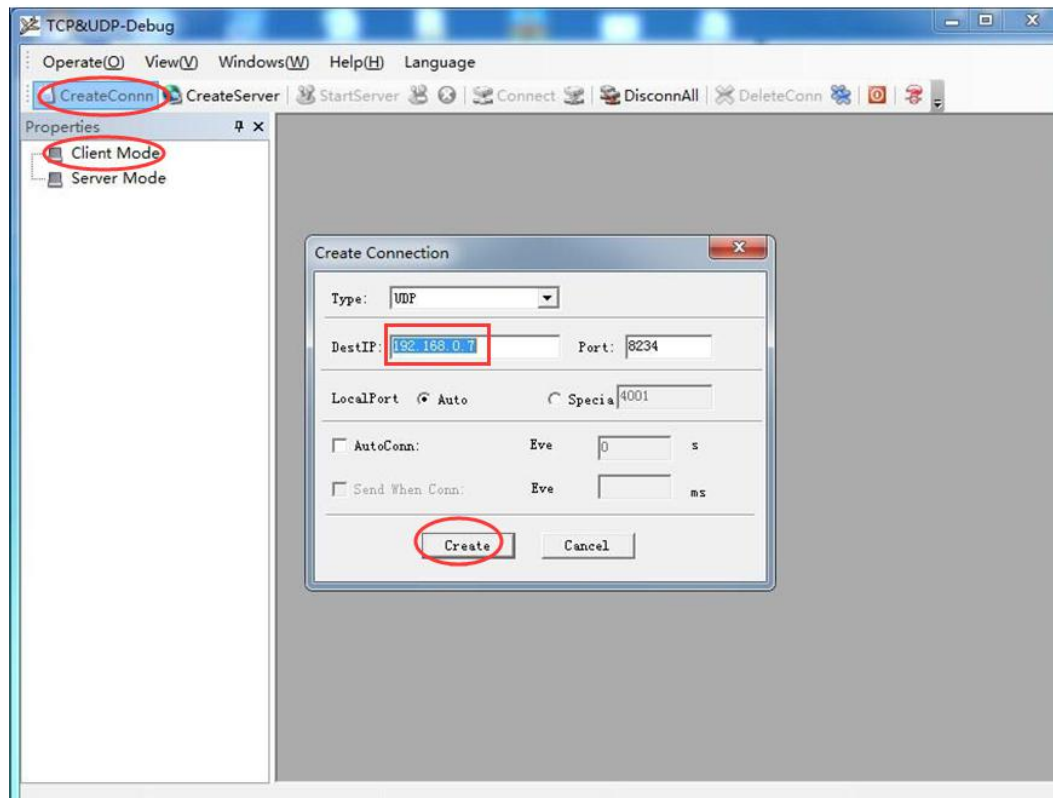 TCP&UDP-Debug
Operate(O) View(V) Windows(W) Help(H) Language
CreateConnn CreateServer StartServer Connect DisconnAll DeleteConn
Properties
Client Mode
Server Mode
Create Connection
Type: UDP
DestIP: 192.168.0.7 Port: 8234
LocalPort Auto Specia 4001
AutoConn: Eve 0 s
Send When Conn: Eve ms
Create Cancel